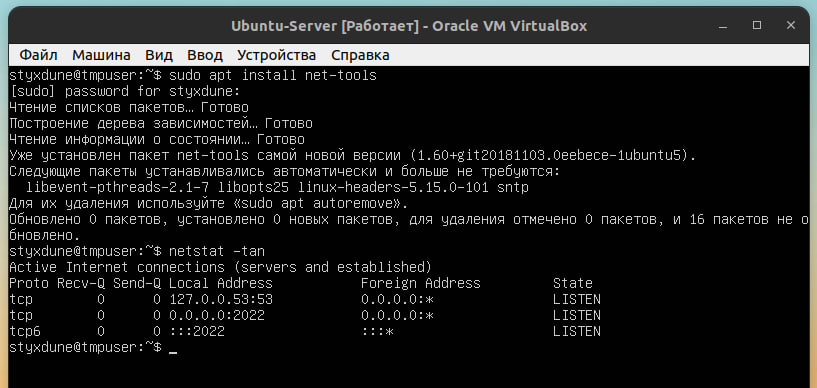 Ubuntu-Server [Работает] - Oracle VM VirtualBox
Файл Машина Вид Ввод Устройства Справка
styxdune@tmpuser:~$ sudo apt install net-tools
[sudo] password for styxdune:
Чтение списков пакетов… Готово
Построение дерева зависимостей… Готово
Чтение информации о состоянии… Готово
Уже установлен пакет net-tools самой новой версии (1.60+git20181103.0eebece-1ubuntu5).
Следующие пакеты устанавливались автоматически и больше не требуются:
libevent-pthreads-2.1-7 libopts25 linux-headers-5.15.0-101 sntp
Для их удаления используйте «sudo apt autoremove».
Обновлено 0 пакетов, установлено 0 новых пакетов, для удаления отмечено 0 пакетов, и 16 пакетов не о
бновлено.
styxdune@tmpuser:~$ netstat -tan
Active Internet connections (servers and established)
Proto Recv-Q Send-Q Local Address Foreign Address State
tcp 0 0 127.0.0.53:53 0.0.0.0:* LISTEN
tcp 0 0 0.0.0.0:2022 0.0.0.0:* LISTEN
tcp6 0 0 :::2022 :::* LISTEN
styxdune@tmpuser:~$ _